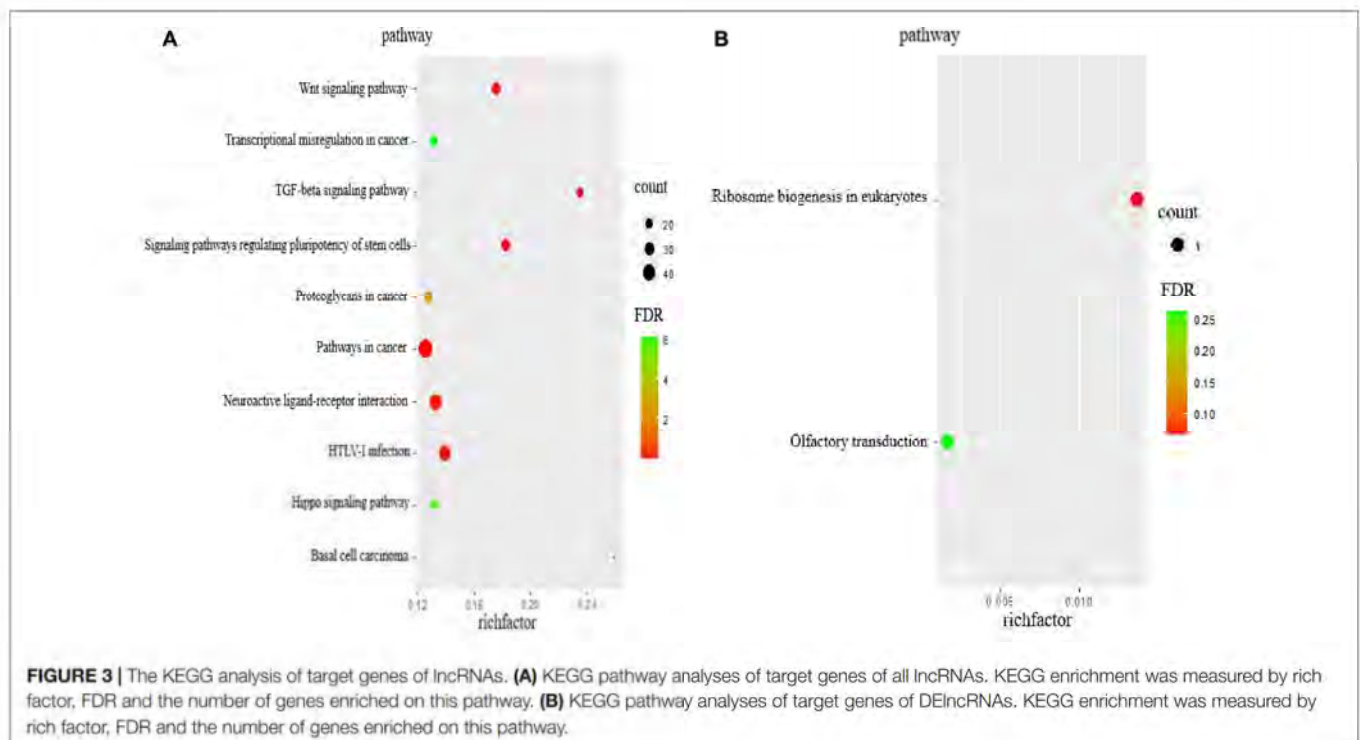 A
pathway
Wnt signaling pathway
Transcriptional misregulation in cancer
TGF-beta signaling pathway
Signaling pathways regulating pluripotency of stem cells
Proteoglycans in cancer
Pathways in cancer
Neuroactive ligand-receptor interaction
HTLV-I infection
Hippo signaling pathway
Basal cell carcinoma
0.12 0.16 0.20 0.24
richfactor
count
20
30
40
FDR
6
4
2
B
pathway
Ribosome biogenesis in eukaryotes
Olfactory transduction
0.005 0.010
richfactor
count
1
FDR
0.25
0.20
0.15
0.10
FIGURE 3 | The KEGG analysis of target genes of lncRNAs. (A) KEGG pathway analyses of target genes of all lncRNAs. KEGG enrichment was measured by rich
factor, FDR and the number of genes enriched on this pathway. (B) KEGG pathway analyses of target genes of DElncRNAs. KEGG enrichment was measured by
rich factor, FDR and the number of genes enriched on this pathway.